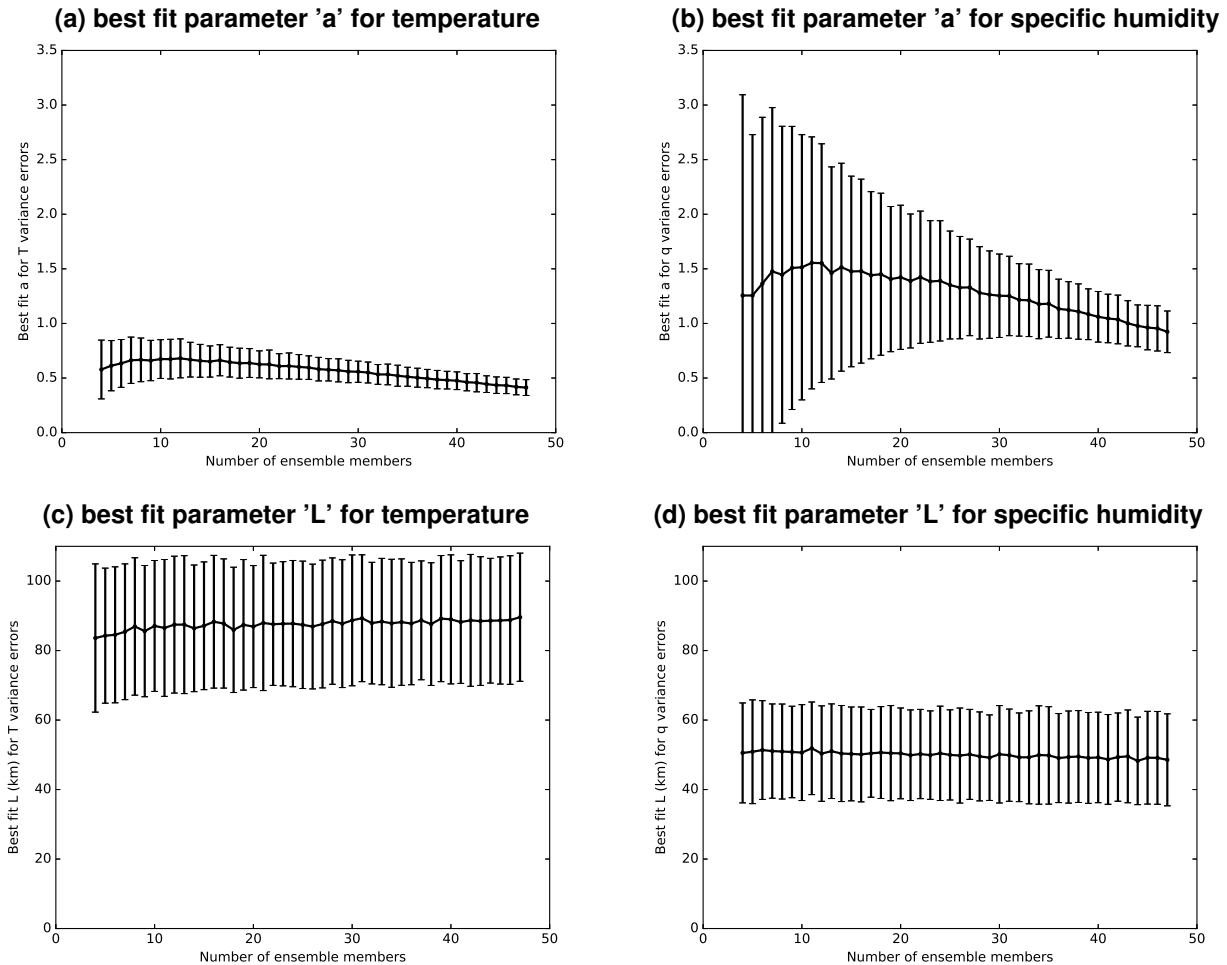 (a) best fit parameter ’a’ for temperature
3.5
3.0
2.5
2.0
1.5
1.0
0.5
0.0
Best fit a for T variance errors
0 10 20 30 40 50
Number of ensemble members
(b) best fit parameter ’a’ for specific humidity
3.5
3.0
2.5
2.0
1.5
1.0
0.5
0.0
Best fit a for q variance errors
0 10 20 30 40 50
Number of ensemble members
(c) best fit parameter ’L’ for temperature
100
80
60
40
20
0
Best fit L (km) for T variance errors
0 10 20 30 40 50
Number of ensemble members
(d) best fit parameter ’L’ for specific humidity
100
80
60
40
20
0
Best fit L (km) for q variance errors
0 10 20 30 40 50
Number of ensemble members